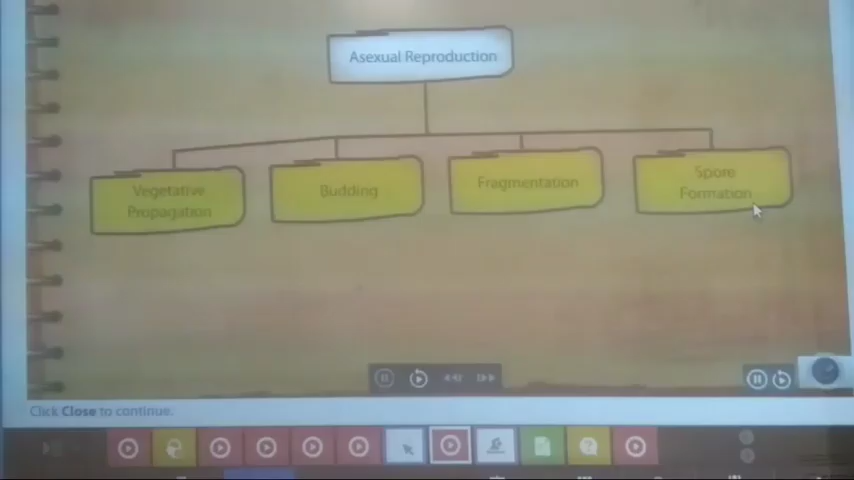 Asexual Reproduction
Vegetative
Propagation
Budding
Fragmentation
Spore
Formation
Click Close to continue.